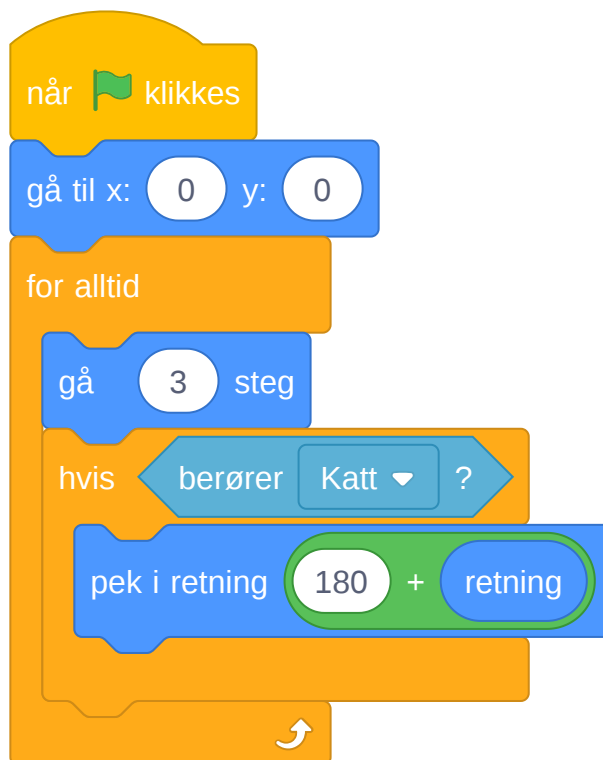 når klikkes
gå til x: 0 y: 0
for alltid
gå 3 steg
hvis berører Katt ?
pek i retning 180 + retning